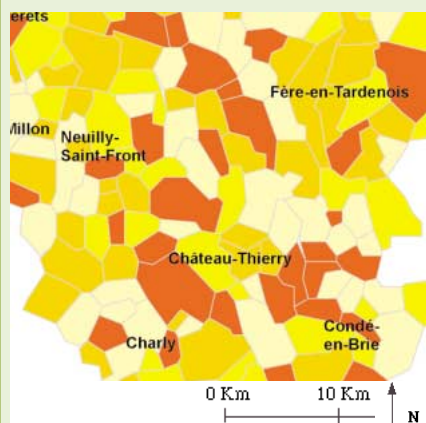 erets
Fère-en-Tardenois
Millon
Neuilly-
Saint-Front
Château-Thierry
Condé-
en-Brie
Charly
0 Km 10 Km
N